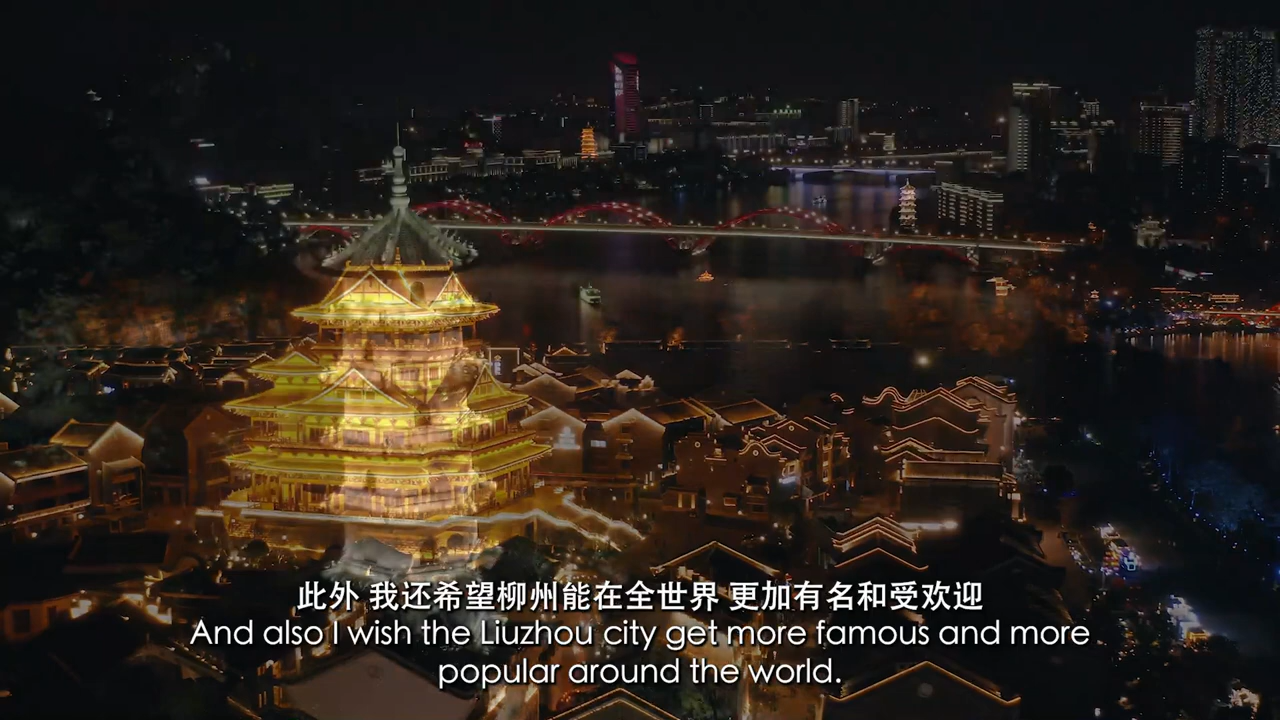 此外 我还希望柳州能在全世界 更加有名和受欢迎
And also I wish the Liuzhou city get more famous and more
popular around the world.